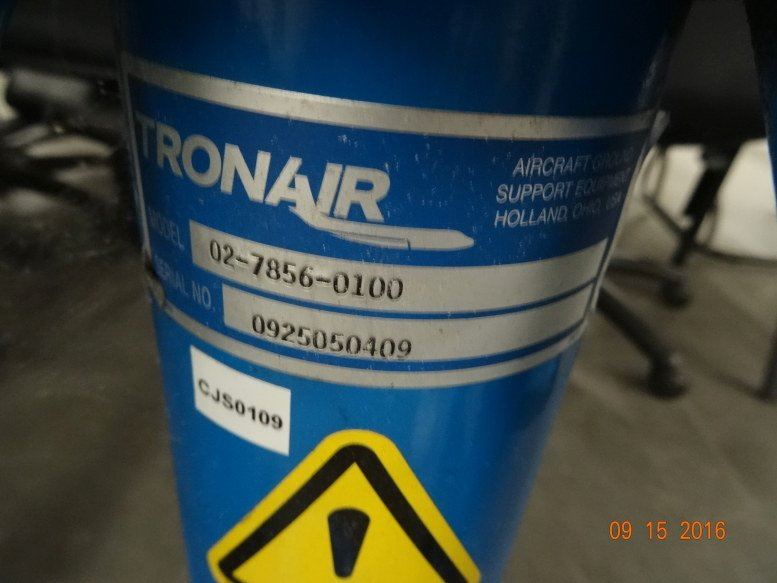 TRONAIR
AIRCRAFT GROUND
SUPPORT EQUIPMENT
HOLLAND, OHIO, USA
MODEL 02-7856-0100
SERIAL NO. 0925050409
CJS0109
!
09 15 2016